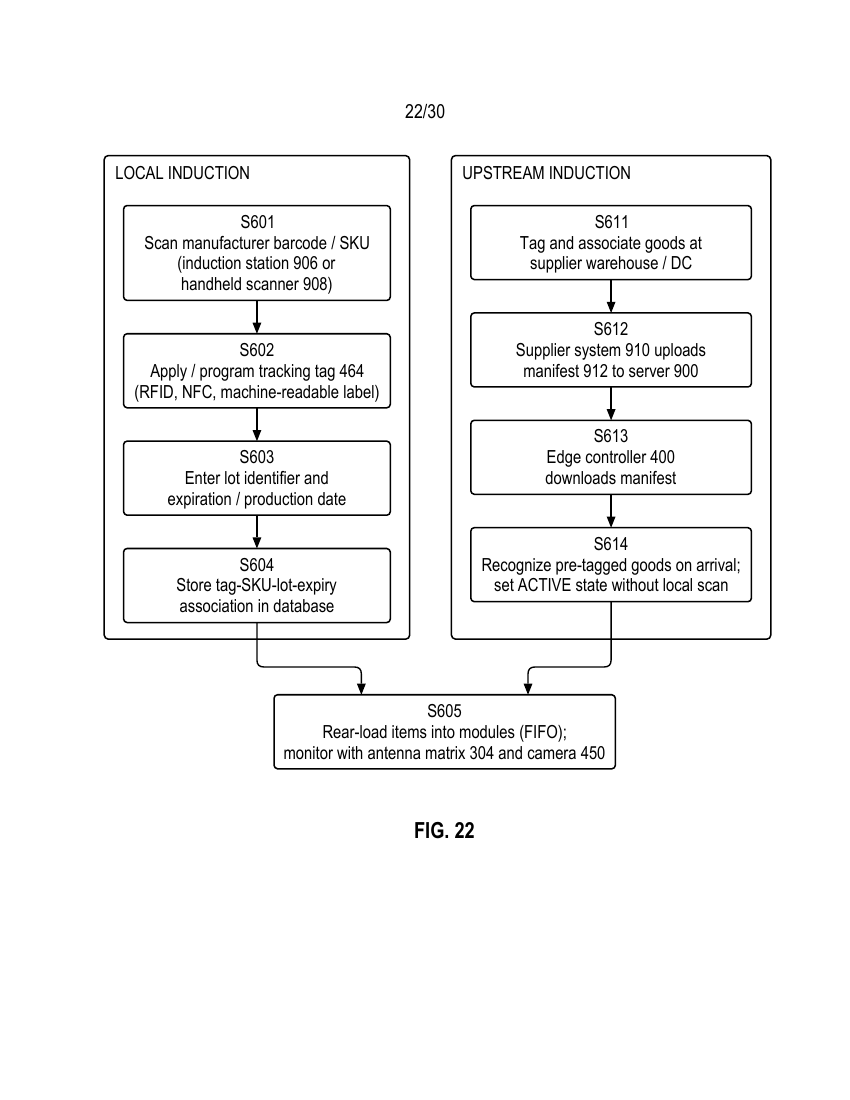 22/30
LOCAL INDUCTION
S601
Scan manufacturer barcode / SKU
(induction station 906 or
handheld scanner 908)
S602
Apply / program tracking tag 464
(RFID, NFC, machine-readable label)
S603
Enter lot identifier and
expiration / production date
S604
Store tag-SKU-lot-expiry
association in database
UPSTREAM INDUCTION
S611
Tag and associate goods at
supplier warehouse / DC
S612
Supplier system 910 uploads
manifest 912 to server 900
S613
Edge controller 400
downloads manifest
S614
Recognize pre-tagged goods on arrival;
set ACTIVE state without local scan
S605
Rear-load items into modules (FIFO);
monitor with antenna matrix 304 and camera 450
FIG. 22